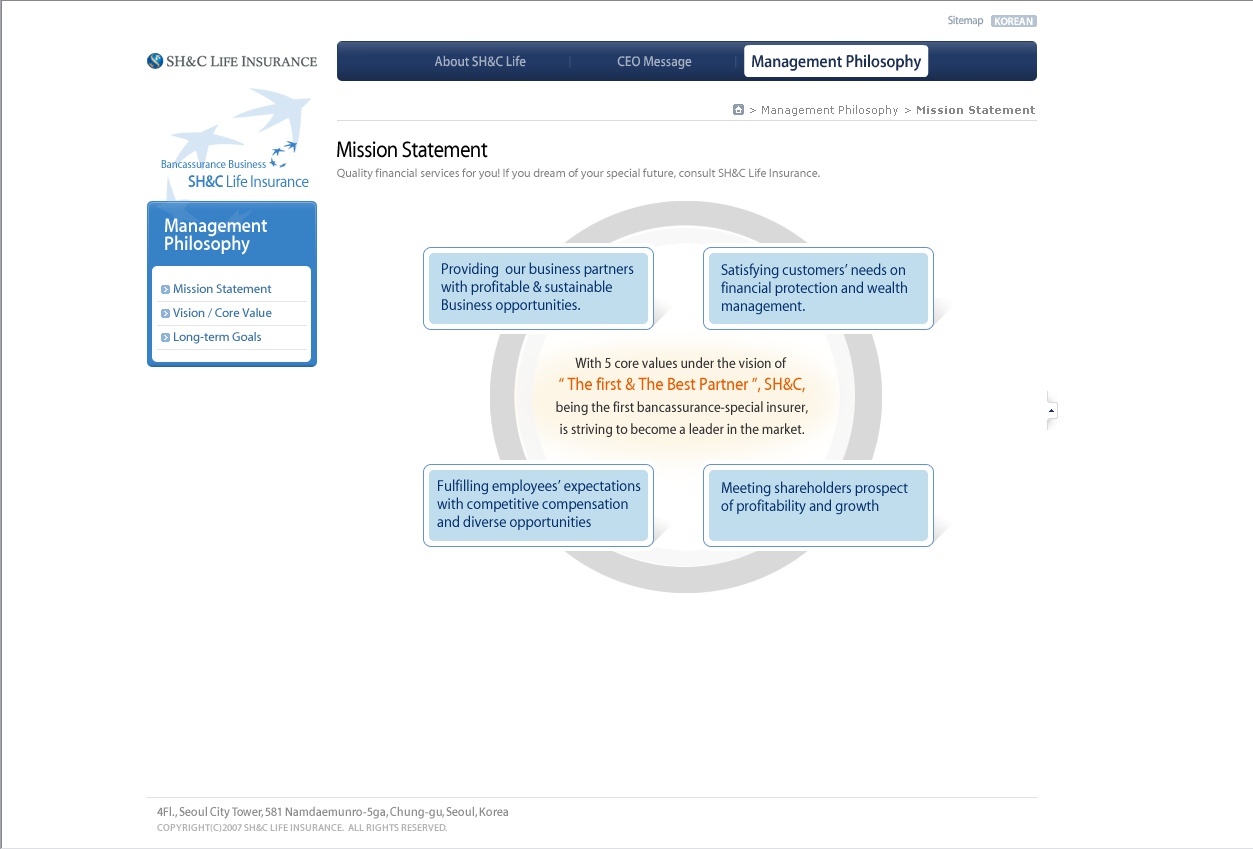 Sitemap KOREAN
SH&C LIFE INSURANCE
About SH&C Life
CEO Message
Management Philosophy
> Management Philosophy > Mission Statement
Bancassurance Business
SH&C Life Insurance
Management
Philosophy
Mission Statement
Vision / Core Value
Long-term Goals
Mission Statement
Quality financial services for you! If you dream of your special future, consult SH&C Life Insurance.
Providing our business partners
with profitable & sustainable
Business opportunities.
Satisfying customers' needs on
financial protection and wealth
management.
With 5 core values under the vision of
“ The first & The Best Partner ”, SH&C,
being the first bancassurance-special insurer,
is striving to become a leader in the market.
Fulfilling employees' expectations
with competitive compensation
and diverse opportunities
Meeting shareholders prospect
of profitability and growth
4Fl., Seoul City Tower, 581 Namdaemunro-5ga, Chung-gu, Seoul, Korea
COPYRIGHT(C)2007 SH&C LIFE INSURANCE. ALL RIGHTS RESERVED.